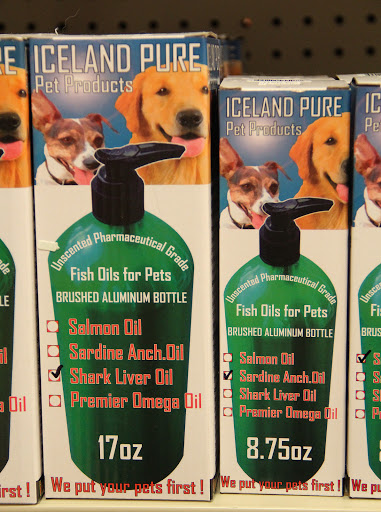 ICELAND PURE
Pet Products
Unscented Pharmaceutical Grade
Fish Oils for Pets
BRUSHED ALUMINUM BOTTLE
Salmon Oil
Sardine Anch.Oil
Shark Liver Oil
Premier Omega Oil
17oz
We put your pets first !
ICELAND PURE
Pet Products
Unscented Pharmaceutical Grade
Fish Oils for Pets
BRUSHED ALUMINUM BOTTLE
Salmon Oil
Sardine Anch.Oil
Shark Liver Oil
Premier Omega Oil
8.75oz
We put your pets first !